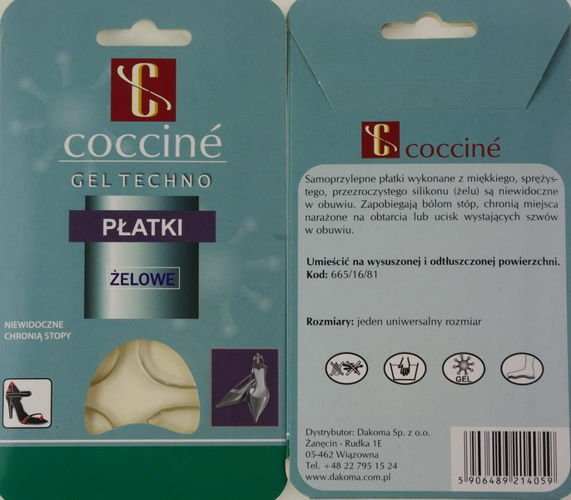 cocciné
GEL TECHNO
PŁATKI
ŻELOWE
NIEWIDOCZNE
CHRONIĄ STOPY
cocciné
Samoprzylepne płatki wykonane z miękkiego, sprężys-
tego, przezroczystego silikonu (żelu) są niewidoczne
w obuwiu. Zapobiegają bólom stóp, chronią miejsca
narażone na obtarcia lub ucisk wystających szwów
w obuwiu.
Umieścić na wysuszonej i odtłuszczonej powierzchni.
Kod: 665/16/81
Rozmiary: jeden uniwersalny rozmiar
GEL
Dystrybutor: Dakoma Sp. z o.o.
Żanęcin - Rudka 1E
05-462 Wiązowna
Tel. +48 22 795 15 24
www.dakoma.com.pl
5 906489 214059